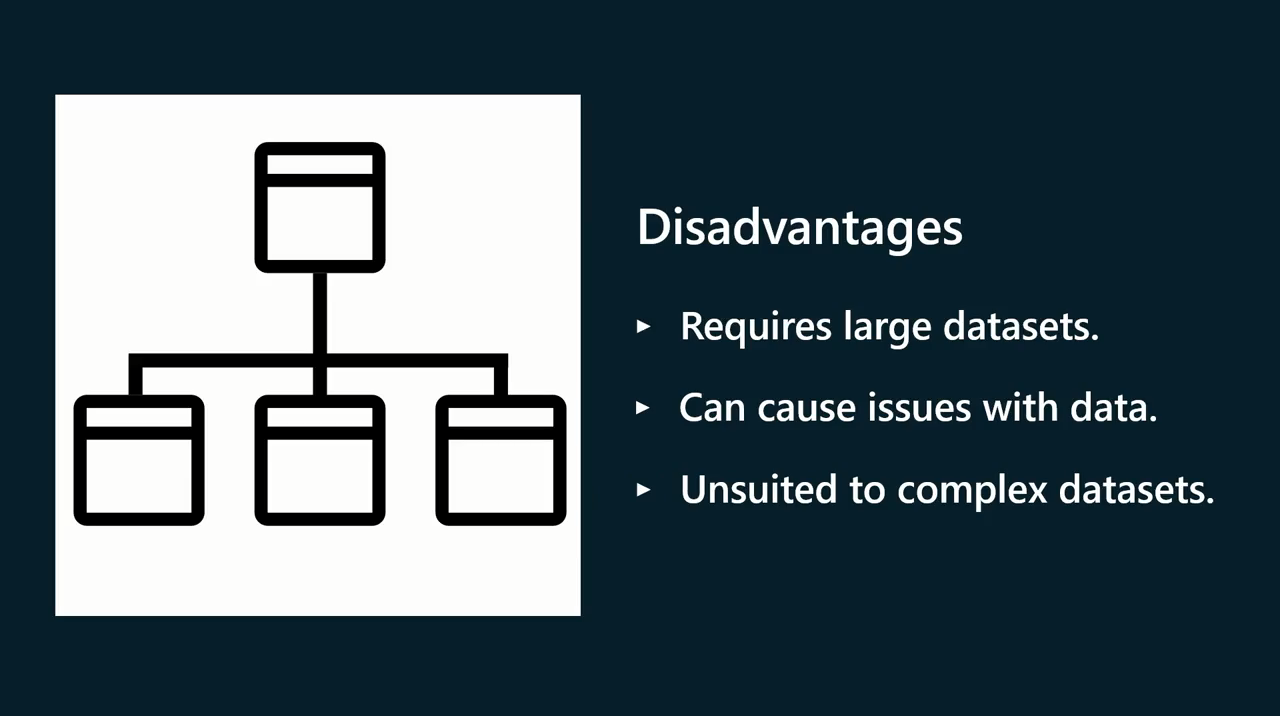 Disadvantages
▸ Requires large datasets.
▸ Can cause issues with data.
▸ Unsuited to complex datasets.